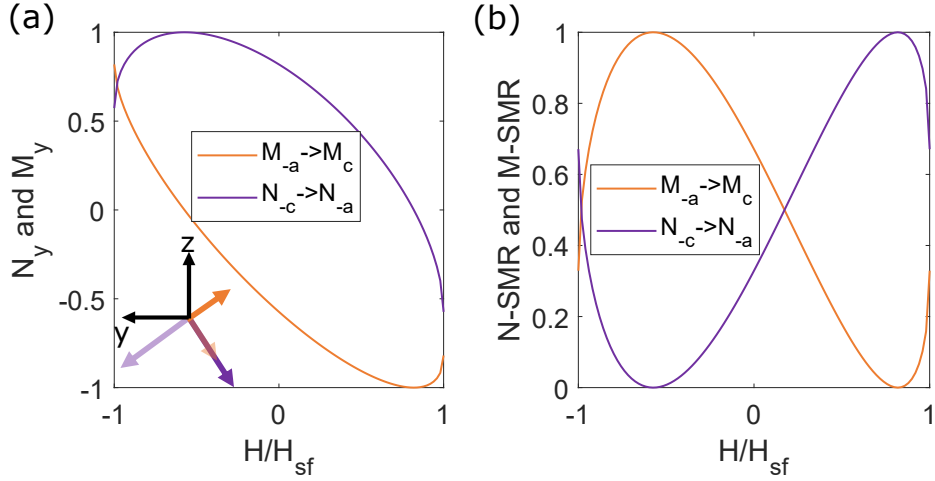 (a)
N_y and M_y
1
0.5
0
-0.5
-1
M_-a->M_c
N_-c->N_-a
z
y
-1
0
1
H/H_sf
(b)
N-SMR and M-SMR
1
0.8
0.6
0.4
0.2
0
M_-a->M_c
N_-c->N_-a
-1
0
1
H/H_sf